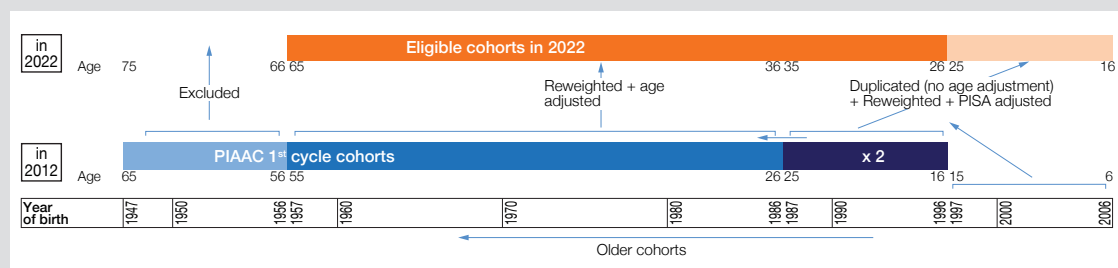 in
2022
Eligible cohorts in 2022
Age 75 66 65 36 35 26 25 16
Excluded
Reweighted + age
adjusted
Duplicated (no age adjustment)
+ Reweighted + PISA adjusted
in
2012
PIAAC 1st cycle cohorts
x 2
Age 65 56 55 26 25 16 15 6
Year
of birth
1947 1950 1956 1957 1960 1970 1980 1986 1987 1990 1996 1997 2000 2006
Older cohorts